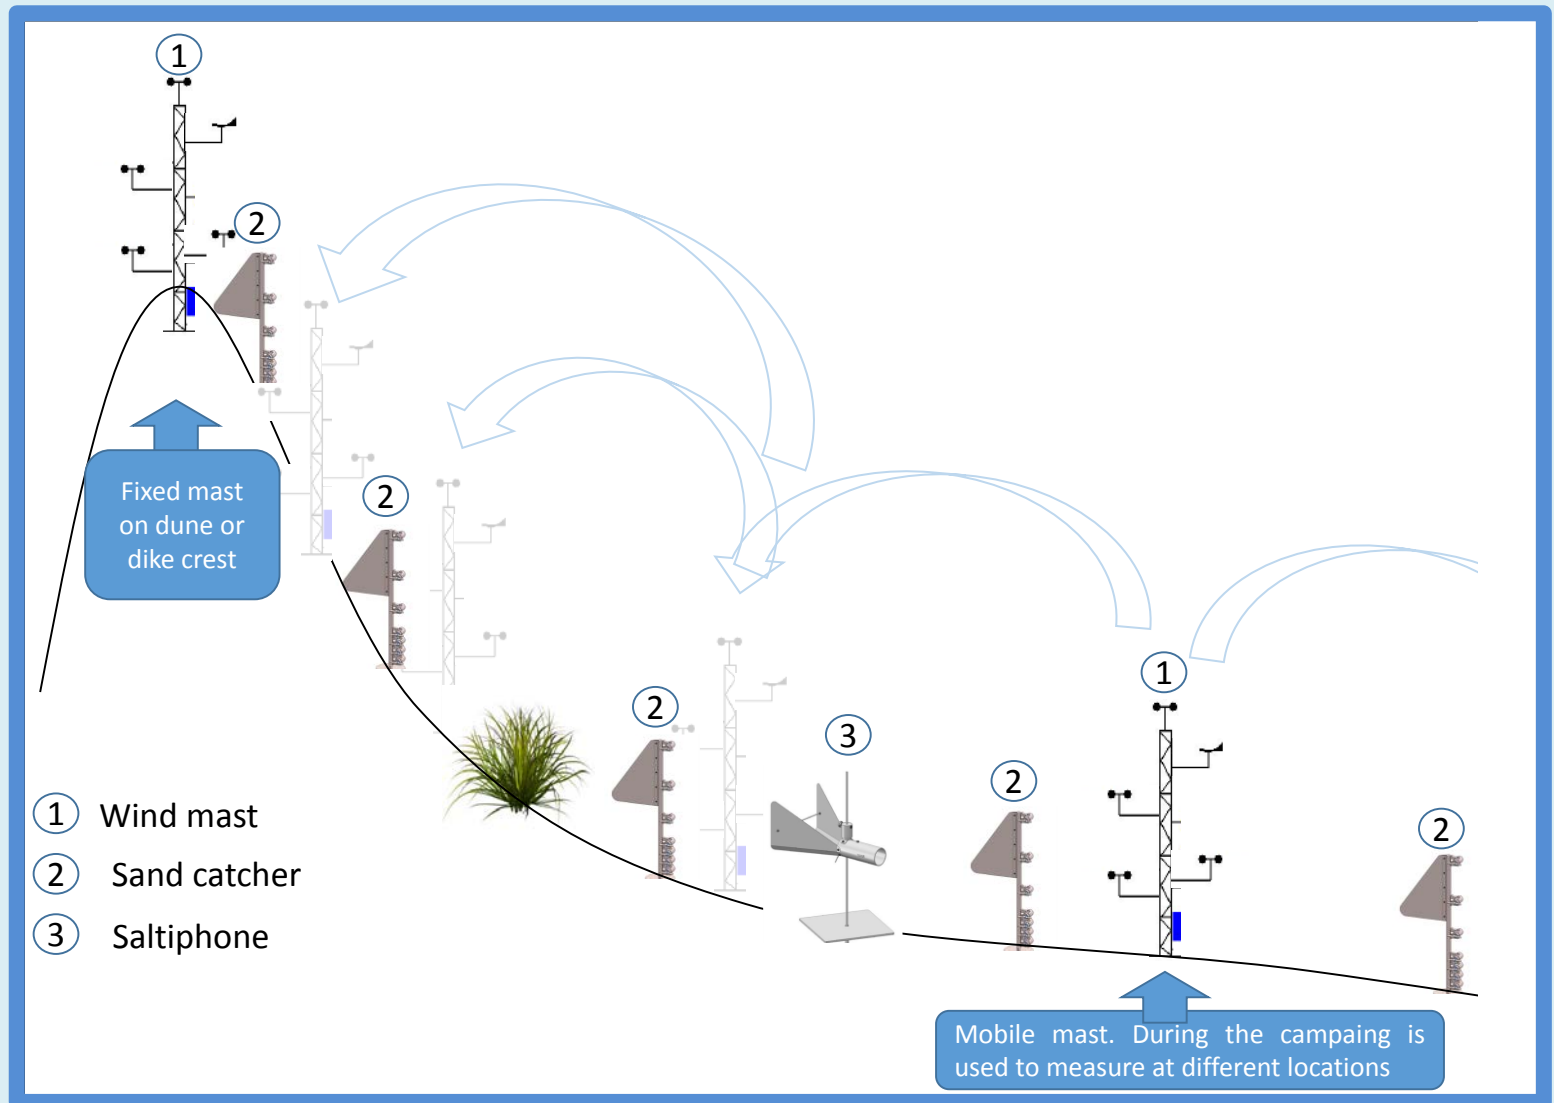 1
2
Fixed mast
on dune or
dike crest
2
2
3
1
2
2
1 Wind mast
2 Sand catcher
3 Saltiphone
Mobile mast. During the campaing is
used to measure at different locations